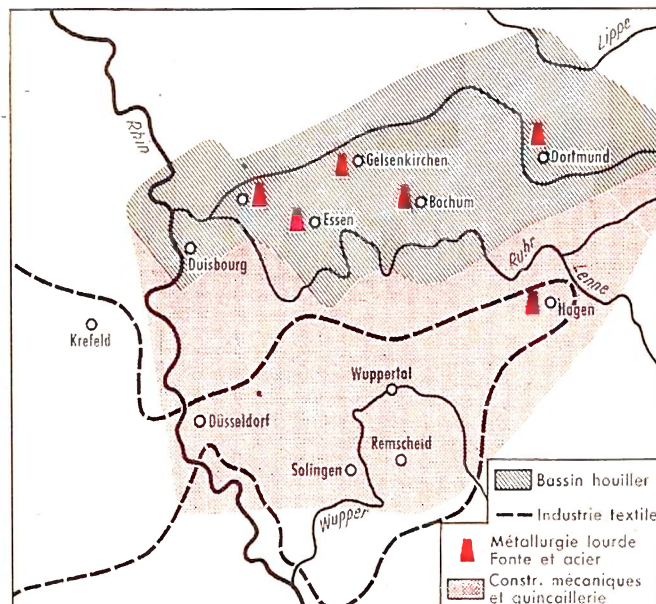 Lippe
Rhin
Gelsenkirchen
Dortmund
Essen
Bochum
Duisbourg
Ruhr
Lenne
Hagen
Krefeld
Wuppertal
Düsseldorf
Remscheid
Solingen
Wupper
Bassin houiller
Industrie textile
Métallurgie lourde
Fonte et acier
Constr. mécaniques
et quincaillerie